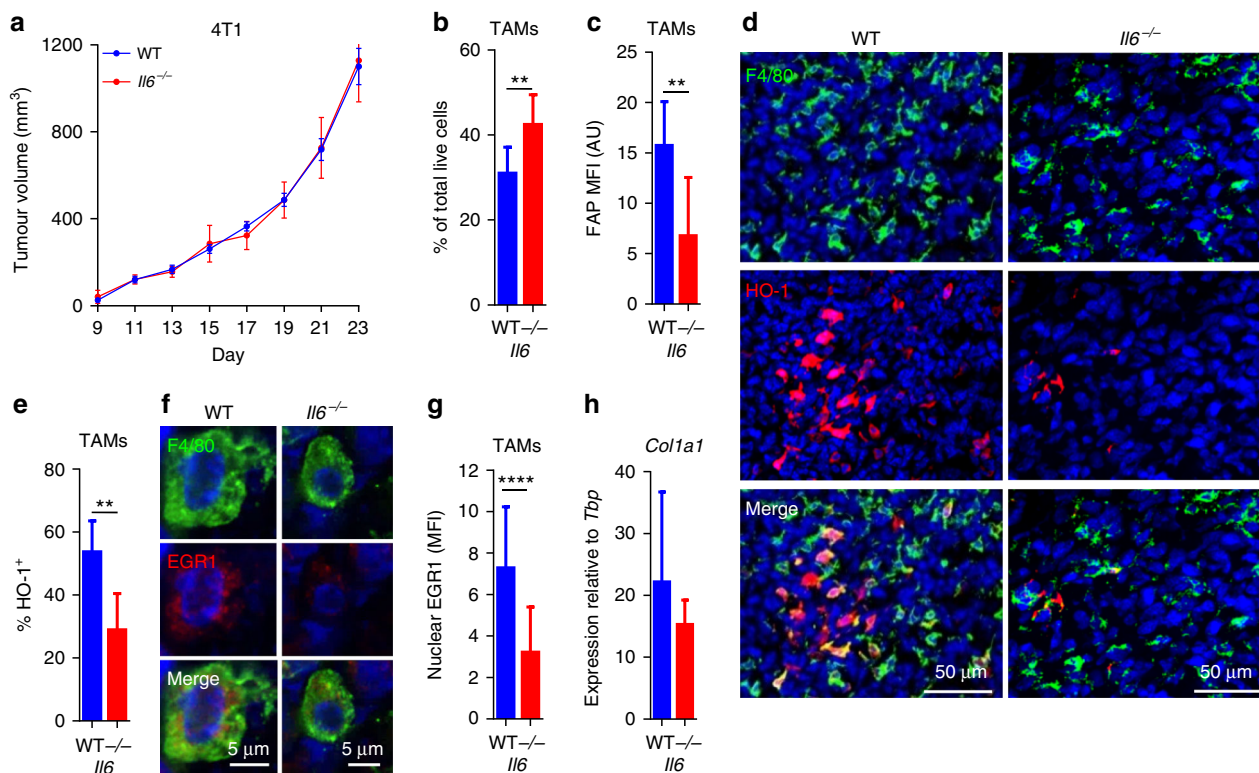 a
4T1
WT
Il6−/−
Tumour volume (mm3)
1200
800
400
0
9 11 13 15 17 19 21 23
Day
b
TAMs
**
% of total live cells
60
40
20
0
WT −/−
Il6
c
TAMs
**
FAP MFI (AU)
25
20
15
10
5
0
WT −/−
Il6
d
WT
Il6−/−
F4/80
HO-1
Merge
50 μm
50 μm
e
TAMs
**
% HO-1+
80
60
40
20
0
WT −/−
Il6
f
WT
Il6−/−
F4/80
EGR1
Merge
5 μm
5 μm
g
TAMs
****
Nuclear EGR1 (MFI)
12
10
8
6
4
2
0
WT −/−
Il6
h
Col1a1
Expression relative to Tbp
40
30
20
10
0
WT −/−
Il6